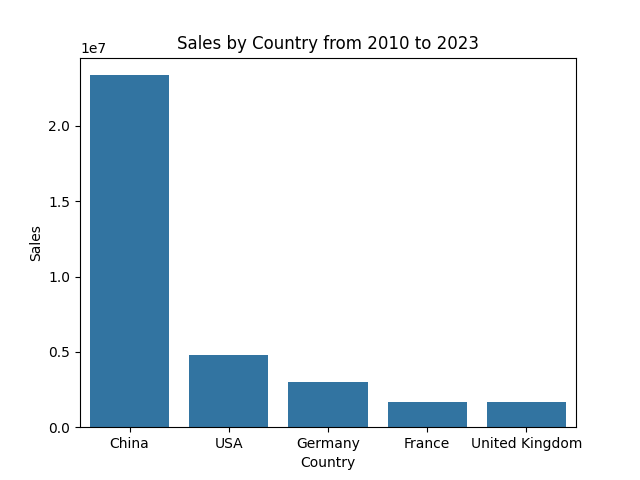 Sales by Country from 2010 to 2023
1e7
2.0
1.5
1.0
0.5
0.0
Sales
China USA Germany France United Kingdom
Country